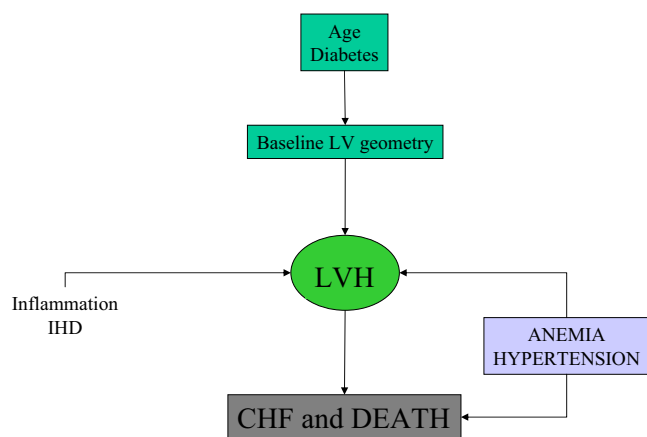 Age
Diabetes
Baseline LV geometry
LVH
Inflammation
IHD
ANEMIA
HYPERTENSION
CHF and DEATH